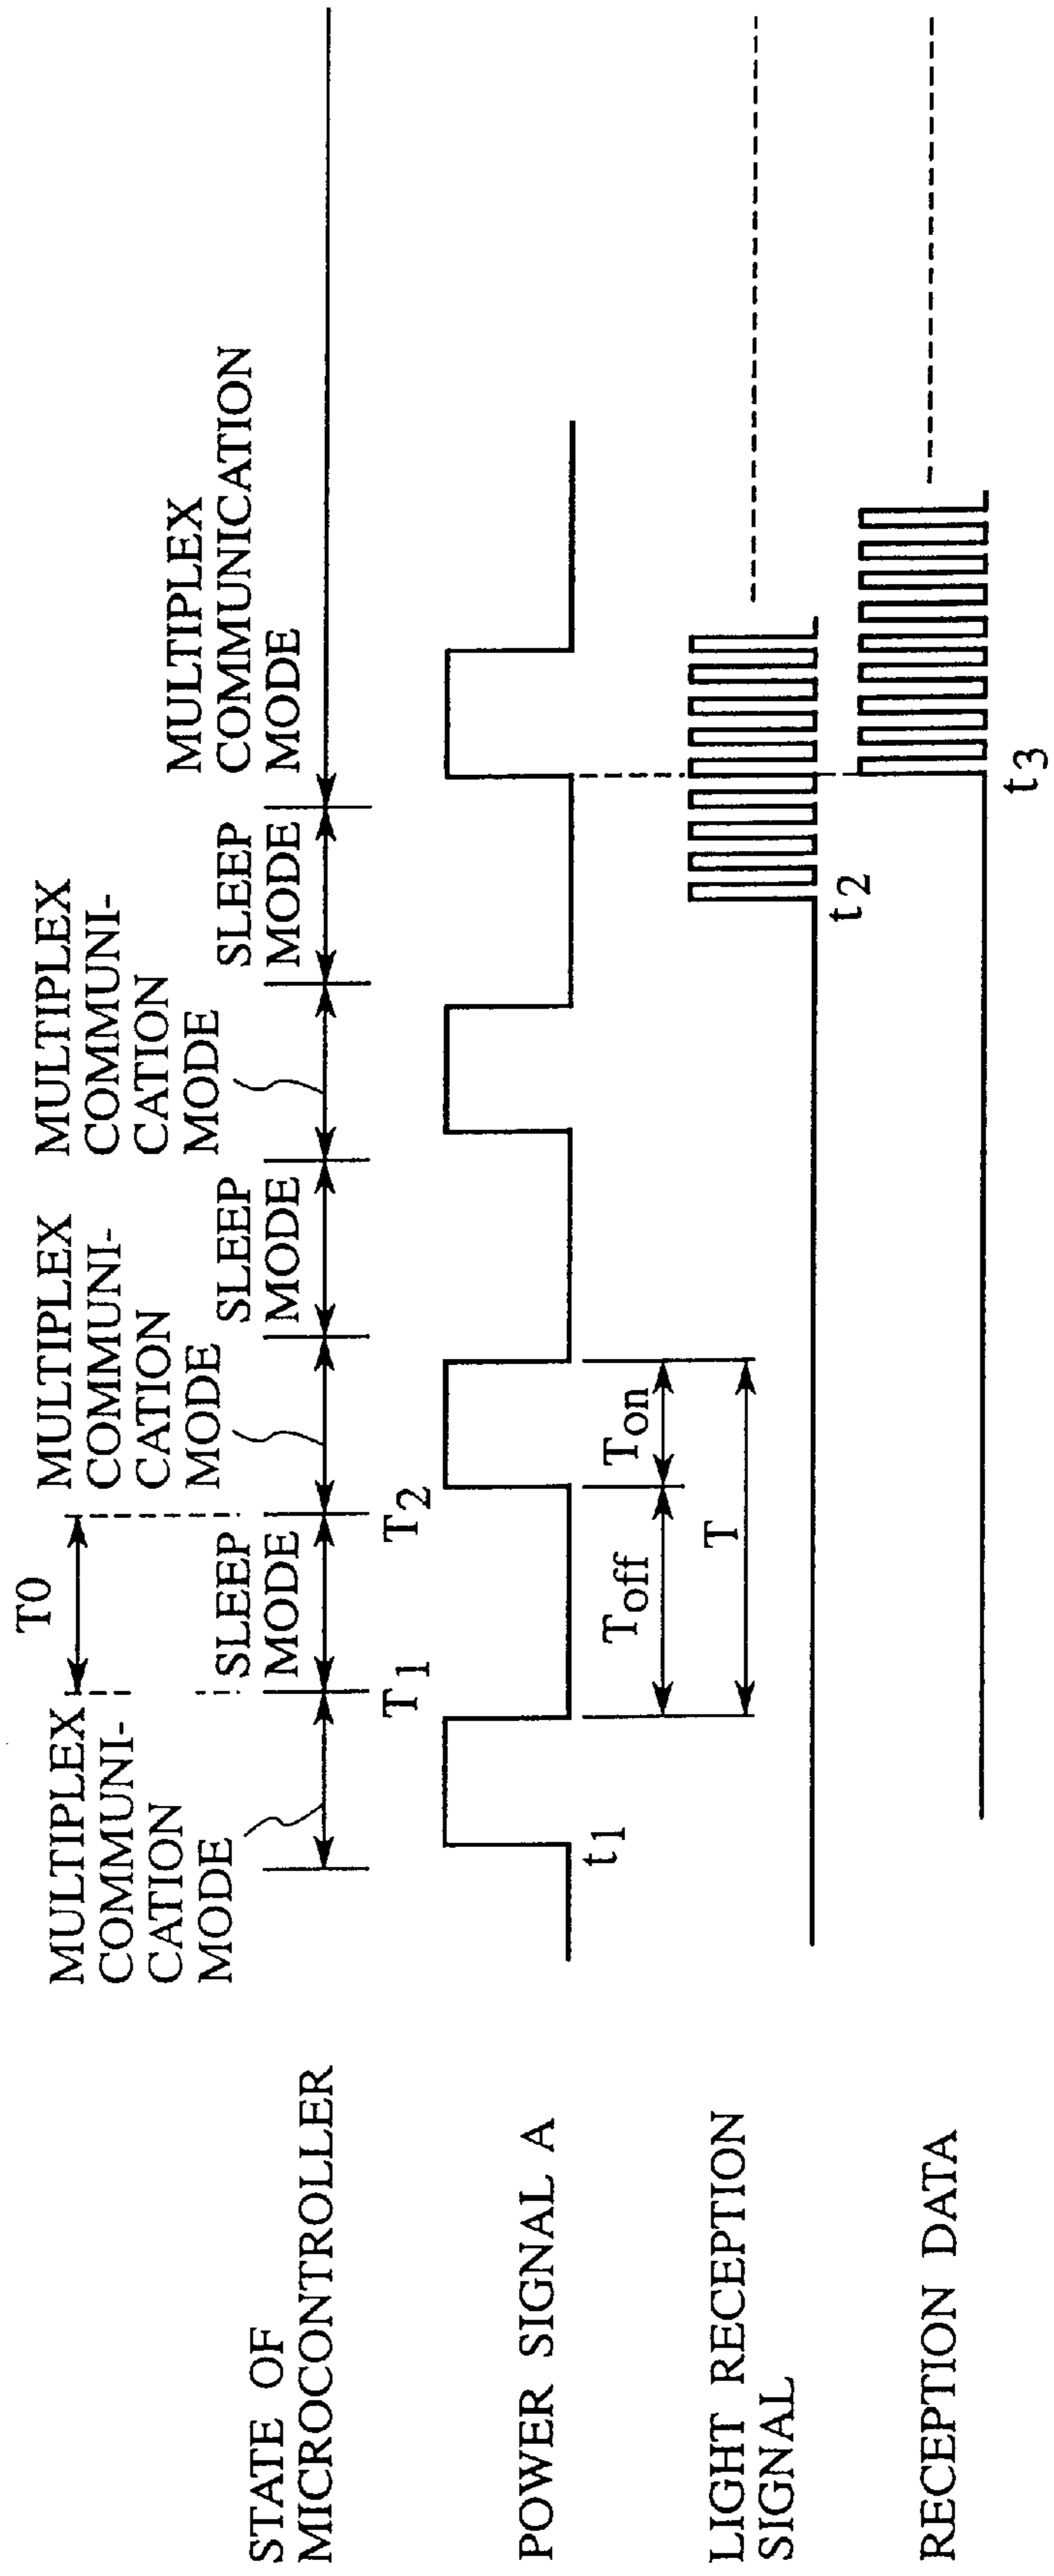 T0
MULTIPLEX
COMMUNI-
CATION
MODE
SLEEP
MODE
MULTIPLEX
COMMUNI-
CATION
MODE
SLEEP
MODE
MULTIPLEX
COMMUNI-
CATION
MODE
SLEEP
MODE
MULTIPLEX
COMMUNICATION
MODE
STATE OF
MICROCONTROLLER
T1
T2
POWER SIGNAL A
t1
Toff
Ton
T
LIGHT RECEPTION
SIGNAL
t2
RECEPTION DATA
t3